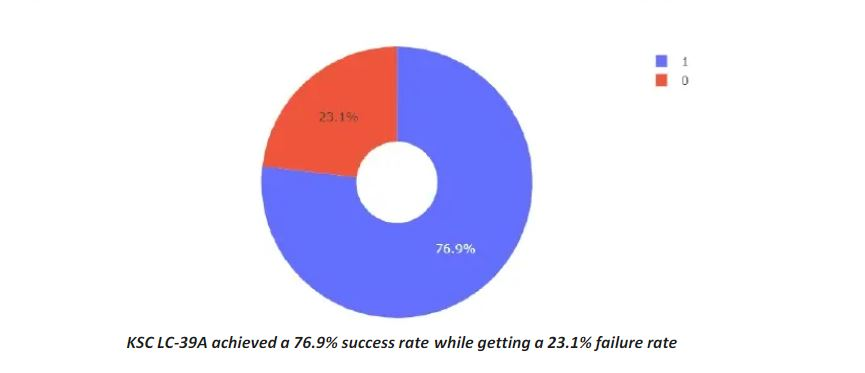 1
0
23.1%
76.9%
KSC LC-39A achieved a 76.9% success rate while getting a 23.1% failure rate